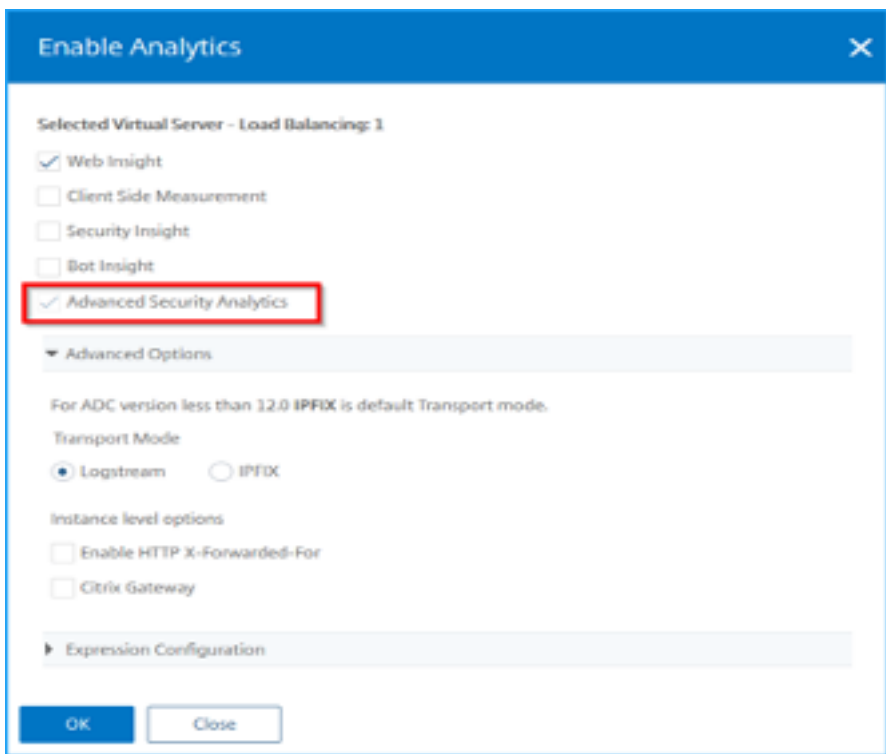 Enable Analytics
Selected Virtual Server - Load Balancing: 1
Web Insight
Client Side Measurement
Security Insight
Bot Insight
Advanced Security Analytics
Advanced Options
For ADC version less than 12.0 IPFIX is default Transport mode.
Transport Mode
Logstream IPFIX
Instance level options
Enable HTTP X-Forwarded-For
Citrix Gateway
Expression Configuration
OK Close